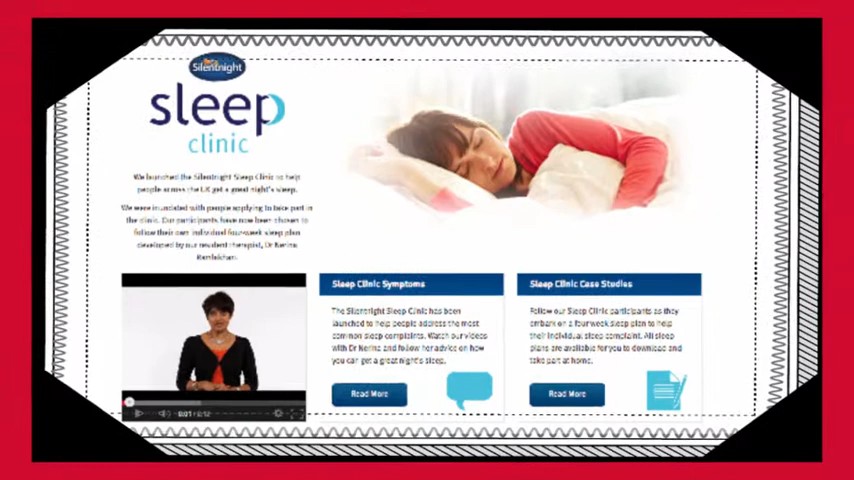 Silentnight
sleep
clinic
We launched the Silentnight Sleep Clinic to help
people across the UK get a great night's sleep.
We were inundated with people applying to take part in
the clinic. Our participants have now been chosen to
follow their own individual four-week sleep plan
developed by our resident therapist, Dr Nerina
Ramlakhan.
Sleep Clinic Symptoms
The Silentnight Sleep Clinic has been
launched to help people address the most
common sleep complaints. Watch our videos
with Dr Nerina and follow her advice on how
you can get a great night's sleep.
Read More
Sleep Clinic Case Studies
Follow our Sleep Clinic participants as they
embark on a four week sleep plan to help
their individual sleep complaint. All sleep
plans are available for you to download and
take part at home.
Read More
0:01 / 0:12